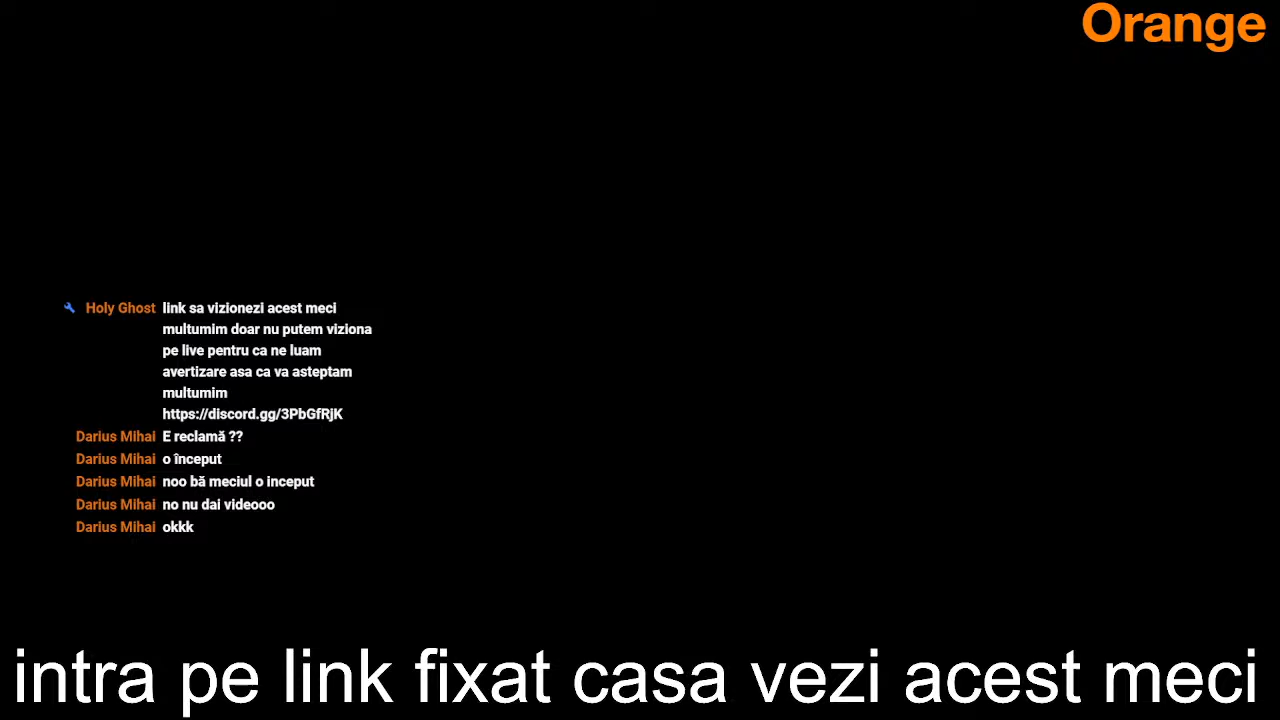 Orange
Holy Ghost link sa vizionezi acest meci
multumim doar nu putem viziona
pe live pentru ca ne luam
avertizare asa ca va asteptam
multumim
https://discord.gg/3PbGfRjK
Darius Mihai E reclamă ??
Darius Mihai o început
Darius Mihai noo bă meciul o inceput
Darius Mihai no nu dai videooo
Darius Mihai okkk
intra pe link fixat casa vezi acest meci